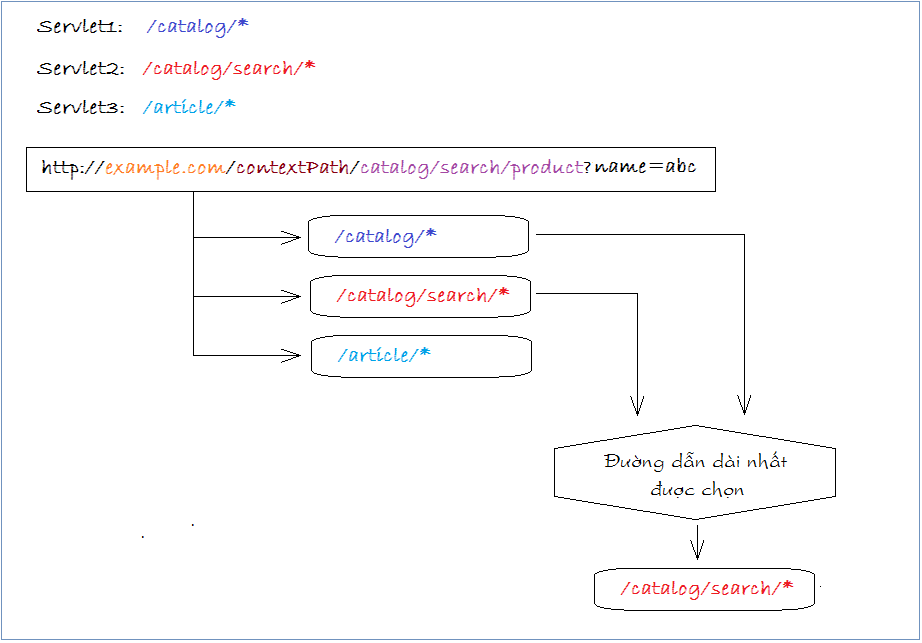 Servlet1: /catalog/*
Servlet2: /catalog/search/*
Servlet3: /article/*
http://example.com/contextPath/catalog/search/product?name=abc
/catalog/*
/catalog/search/*
/article/*
Đường dẫn dài nhất
được chọn
/catalog/search/*